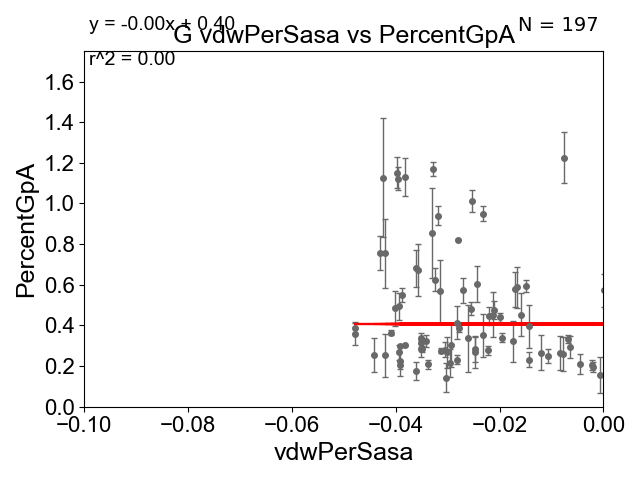 y = -0.00x + 0.40
G vdwPerSasa vs PercentGpA
N = 197
r^2 = 0.00
PercentGpA
1.6
1.4
1.2
1.0
0.8
0.6
0.4
0.2
0.0
−0.10
−0.08
−0.06
−0.04
−0.02
0.00
vdwPerSasa